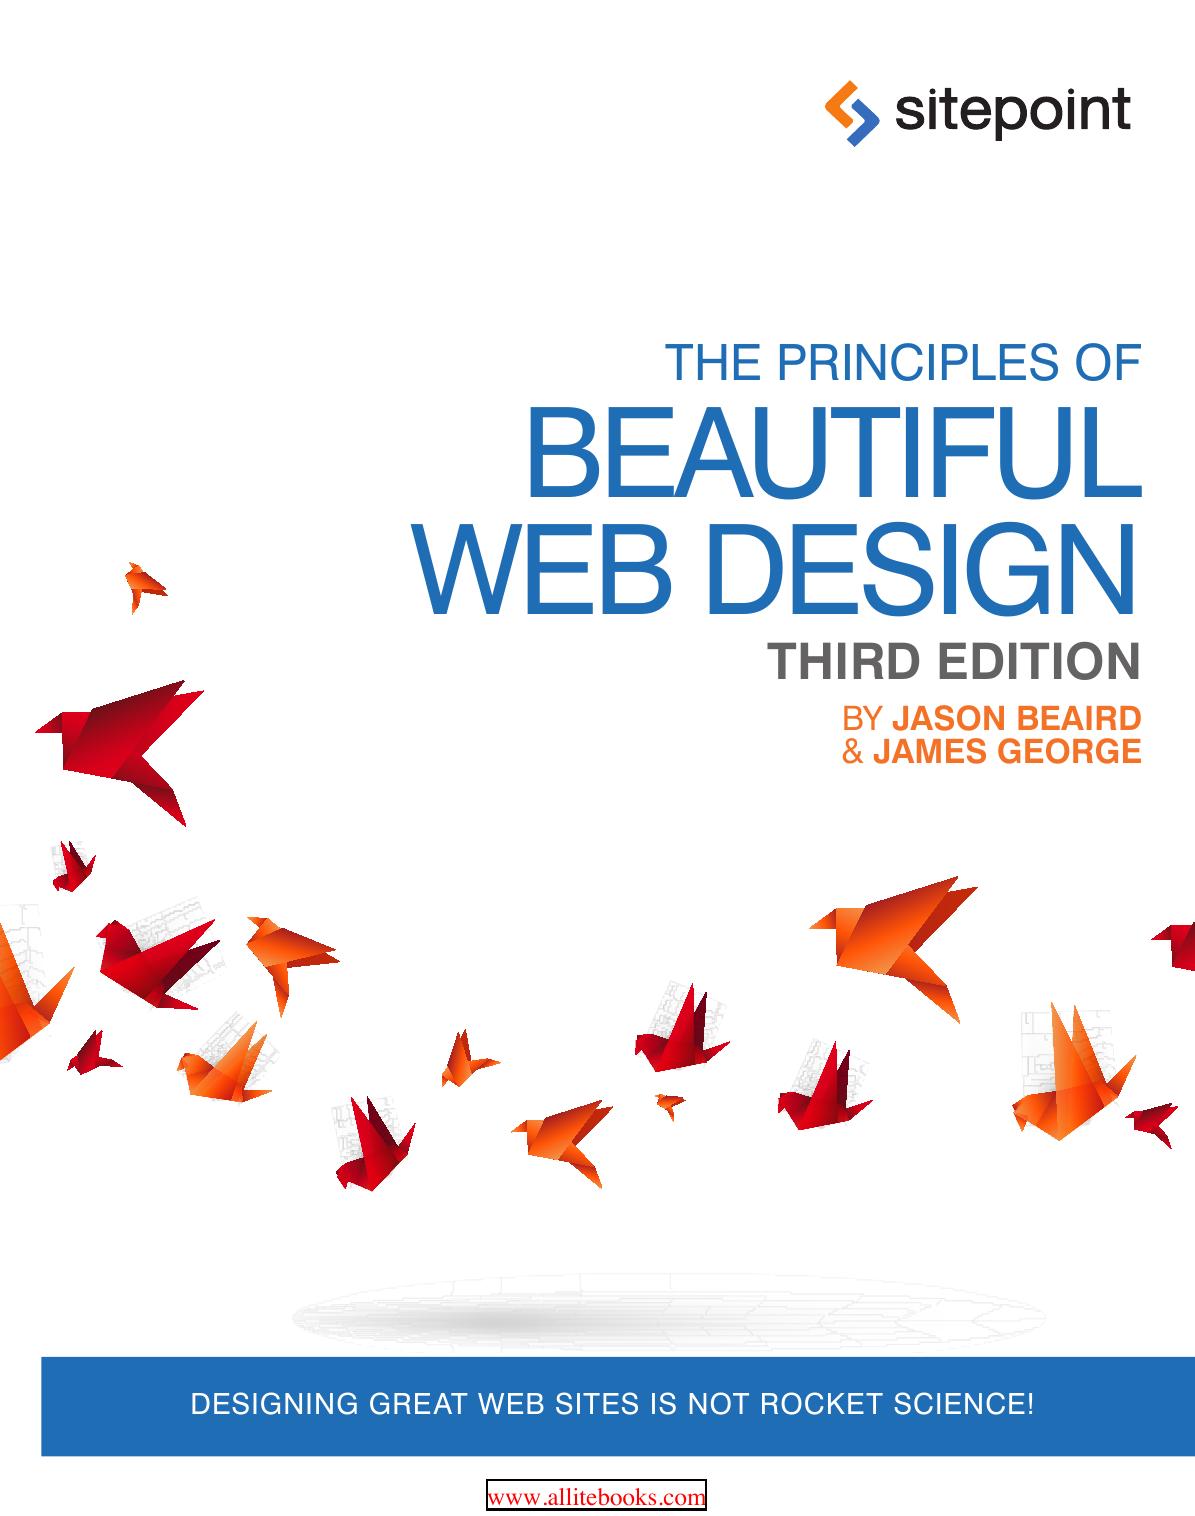 sitepoint
THE PRINCIPLES OF
BEAUTIFUL
WEB DESIGN
THIRD EDITION
BY JASON BEAIRD
& JAMES GEORGE
DESIGNING GREAT WEB SITES IS NOT ROCKET SCIENCE!
www.allitebooks.com